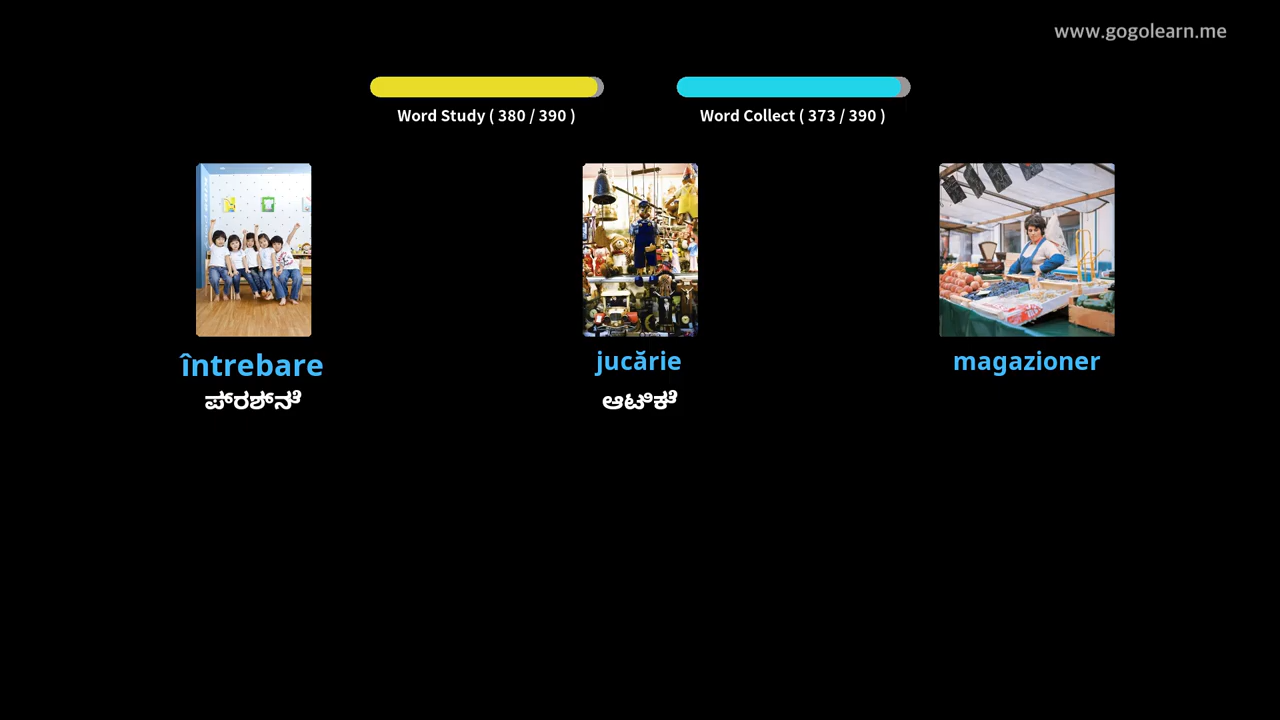 www.gogolearn.me
Word Study ( 380 / 390 )
Word Collect ( 373 / 390 )
întrebare
jucărie
magazioner
ಪ್ರಶ್ನೆ
ಆಟಿಕೆ